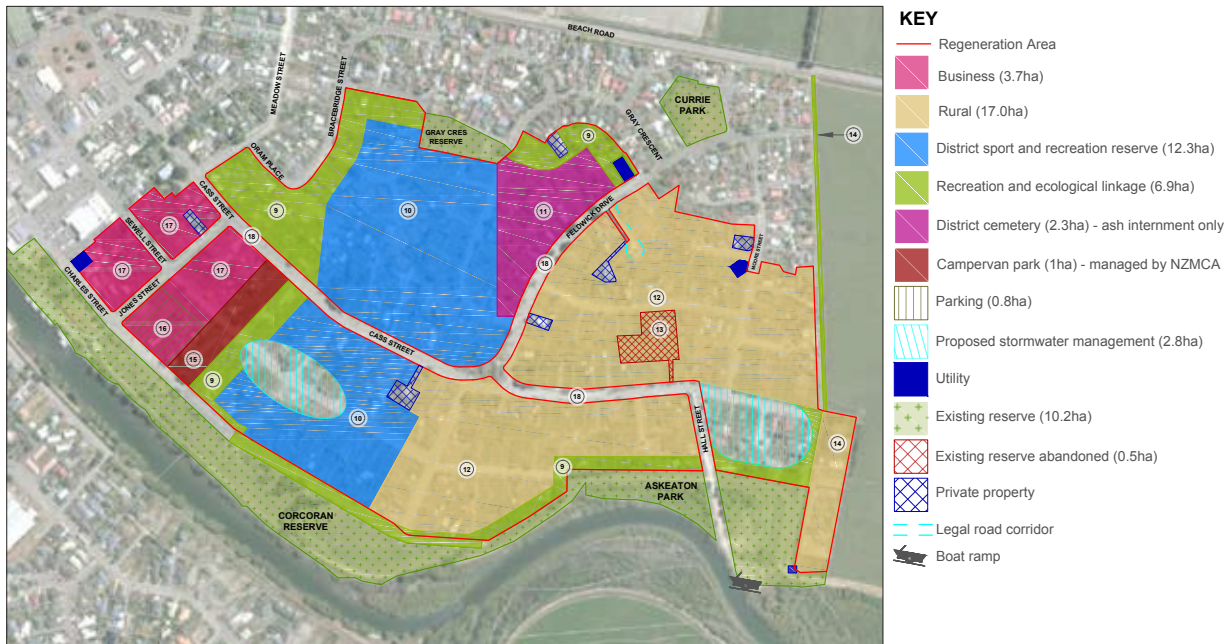 KEY
Regeneration Area
Business (3.7ha)
Rural (17.0ha)
District sport and recreation reserve (12.3ha)
Recreation and ecological linkage (6.9ha)
District cemetery (2.3ha) - ash internment only
Campervan park (1ha) - managed by NZMCA
Parking (0.8ha)
Proposed stormwater management (2.8ha)
Utility
Existing reserve (10.2ha)
Existing reserve abandoned (0.5ha)
Private property
Legal road corridor
Boat ramp
BEACH ROAD
MEADOW STREET
BRACEBRIDGE STREET
CURRIE
PARK
GRAY CRES
RESERVE
GRAY CRESCENT
9
14
ORAM PLACE
CASS STREET
9
10
11
FELDWICK DRIVE
17
SEWELL STREET
18
18
17
17
CHARLES STREET
JONES STREET
16
12
13
MOORE STREET
CASS STREET
15
9
10
18
HALL STREET
14
12
9
ASKEATON
PARK
CORCORAN
RESERVE